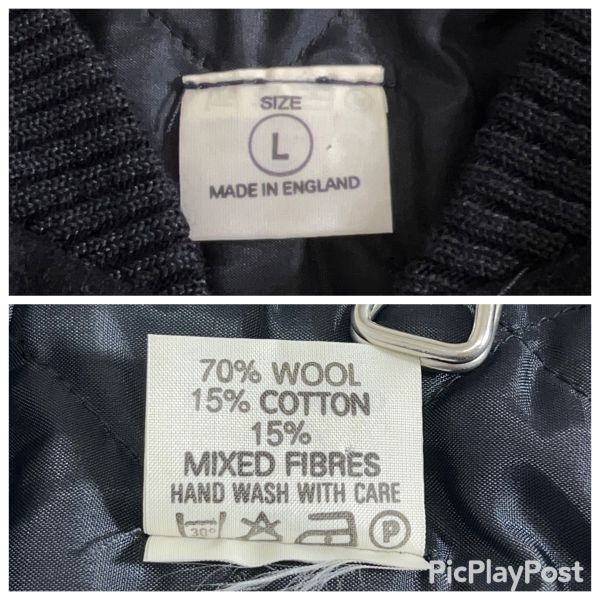 SIZE
L
MADE IN ENGLAND
70% WOOL
15% COTTON
15%
MIXED FIBRES
HAND WASH WITH CARE
30°
P
PicPlayPost